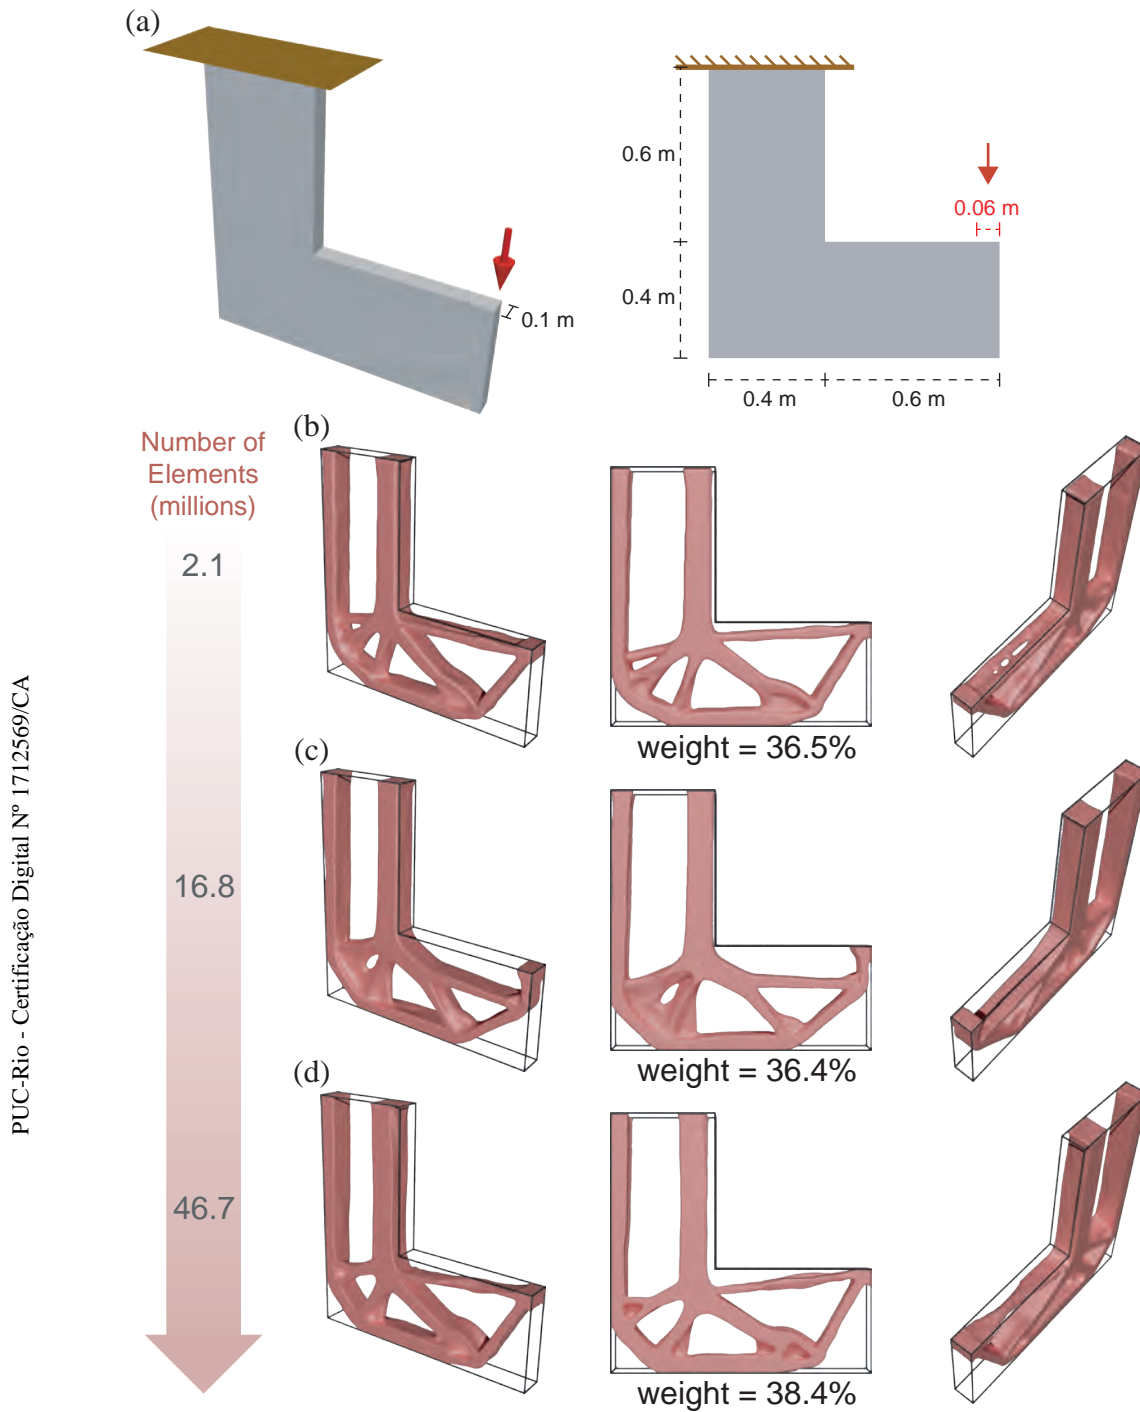 (a)
0.6 m
0.06 m
0.4 m
0.1 m
0.4 m
0.6 m
Number of
Elements
(millions)
2.1
16.8
46.7
(b)
weight = 36.5%
(c)
weight = 36.4%
(d)
weight = 38.4%
PUC-Rio - Certificação Digital Nº 1712569/CA